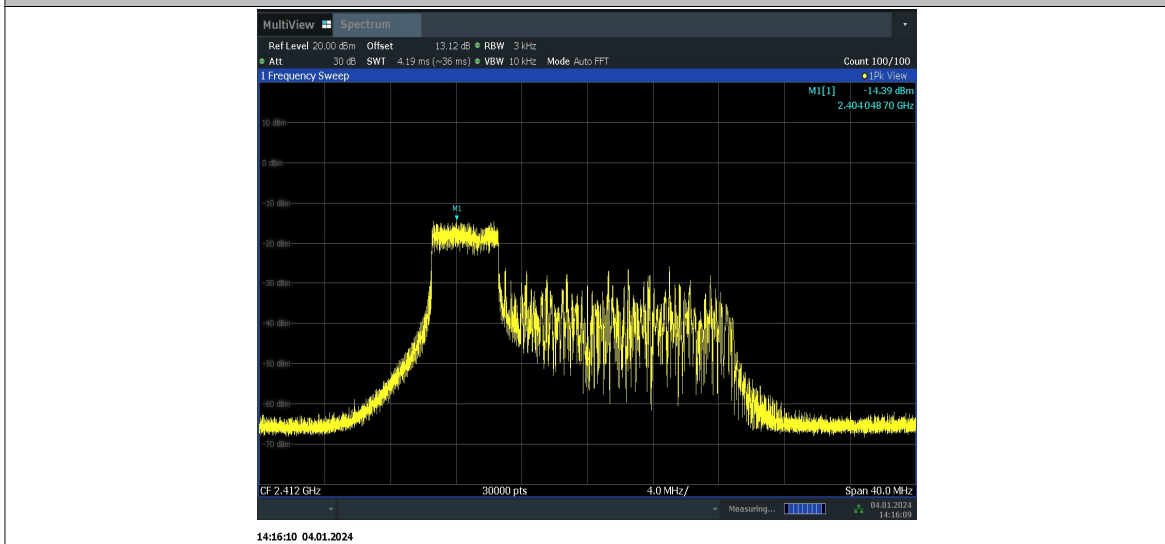 MultiView Spectrum
Ref Level 20.00 dBm Offset 13.12 dB RBW 3 kHz
Att 30 dB SWT 4.19 ms (~36 ms) VBW 10 kHz Mode Auto FFT Count 100/100
1 Frequency Sweep 1Pk View
M1[1] -14.39 dBm
2.404 048 70 GHz
10 dBm
0 dBm
-10 dBm
M1
-20 dBm
-30 dBm
-40 dBm
-50 dBm
-60 dBm
-70 dBm
CF 2.412 GHz 30000 pts 4.0 MHz/ Span 40.0 MHz
Measuring... 04.01.2024
14:16:09
14:16:10 04.01.2024